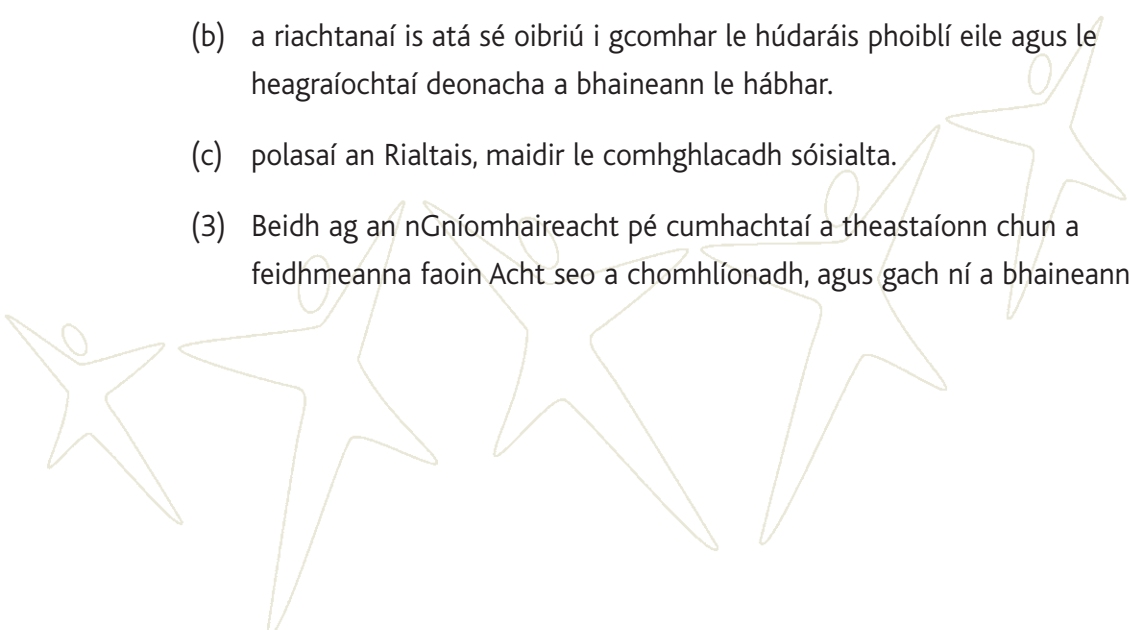 (b) a riachtanaí is atá sé oibriú i gcomhar le húdaráis phoiblí eile agus le
heagraíochtaí deonacha a bhaineann le hábhar.
(c) polasaí an Rialtais, maidir le comhghlacadh sóisialta.
(3) Beidh ag an nGníomhaireacht pé cumhachtaí a theastaíonn chun a
feidhmeanna faoin Acht seo a chomhlíonadh, agus gach ní a bhaineann